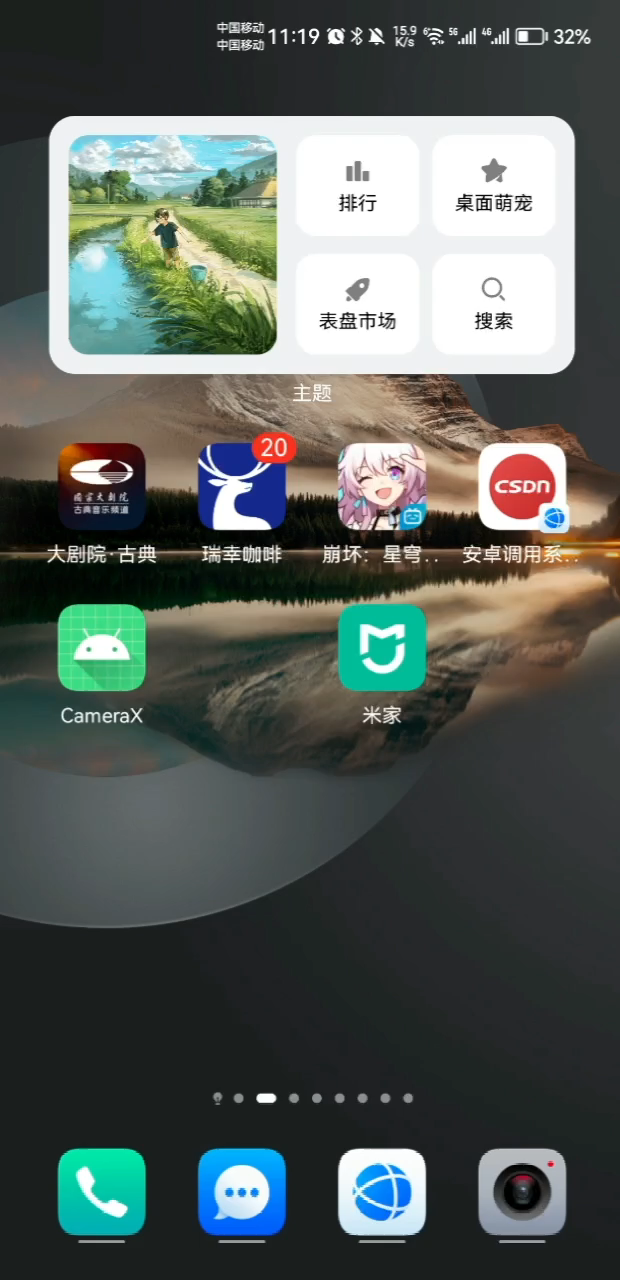 中国移动
中国移动
11:19
15.9
K/s
6
5G
4G
32%
排行
桌面萌宠
表盘市场
搜索
主题
国家大剧院
古典音乐频道
20
CSDN
大剧院·古典
瑞幸咖啡
崩坏：星穹..
安卓调用系..
CameraX
米家